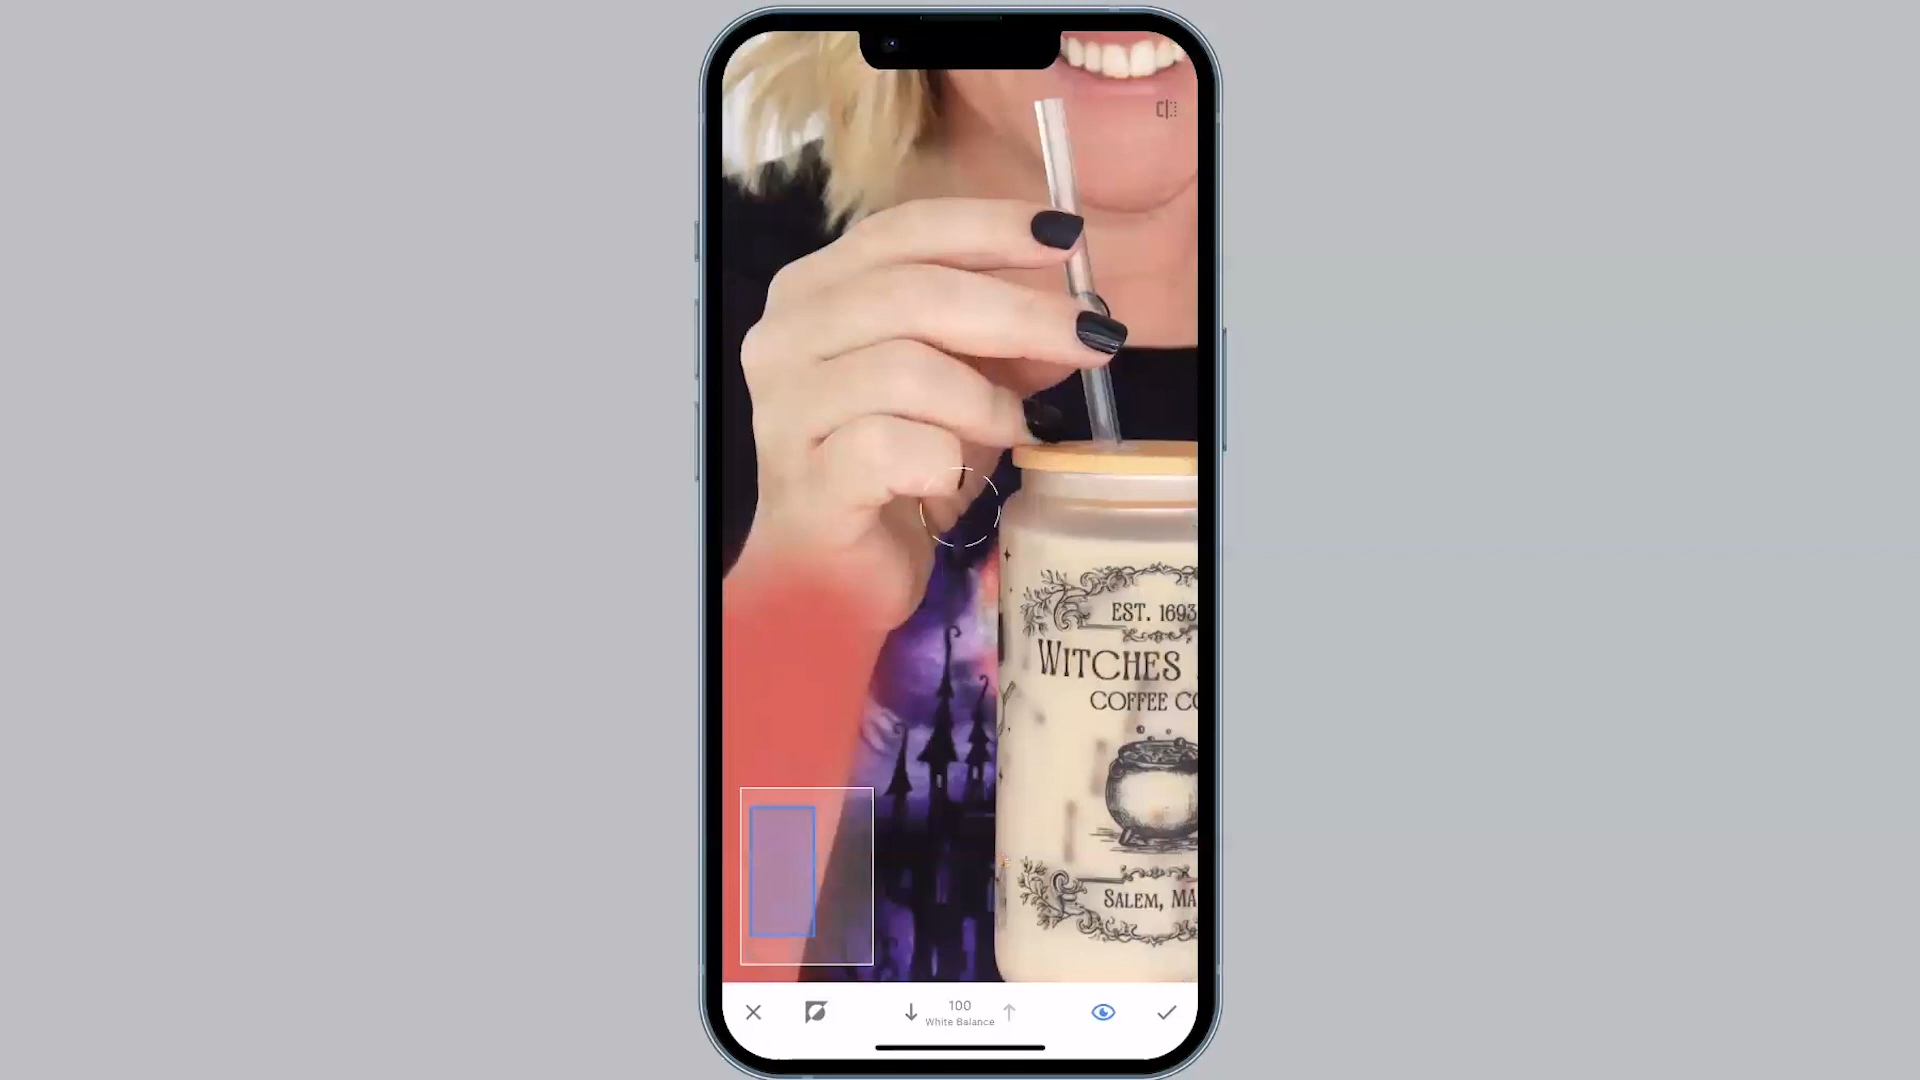 EST. 1693
WITCHES
COFFEE CO
SALEM, MA
100
White Balance